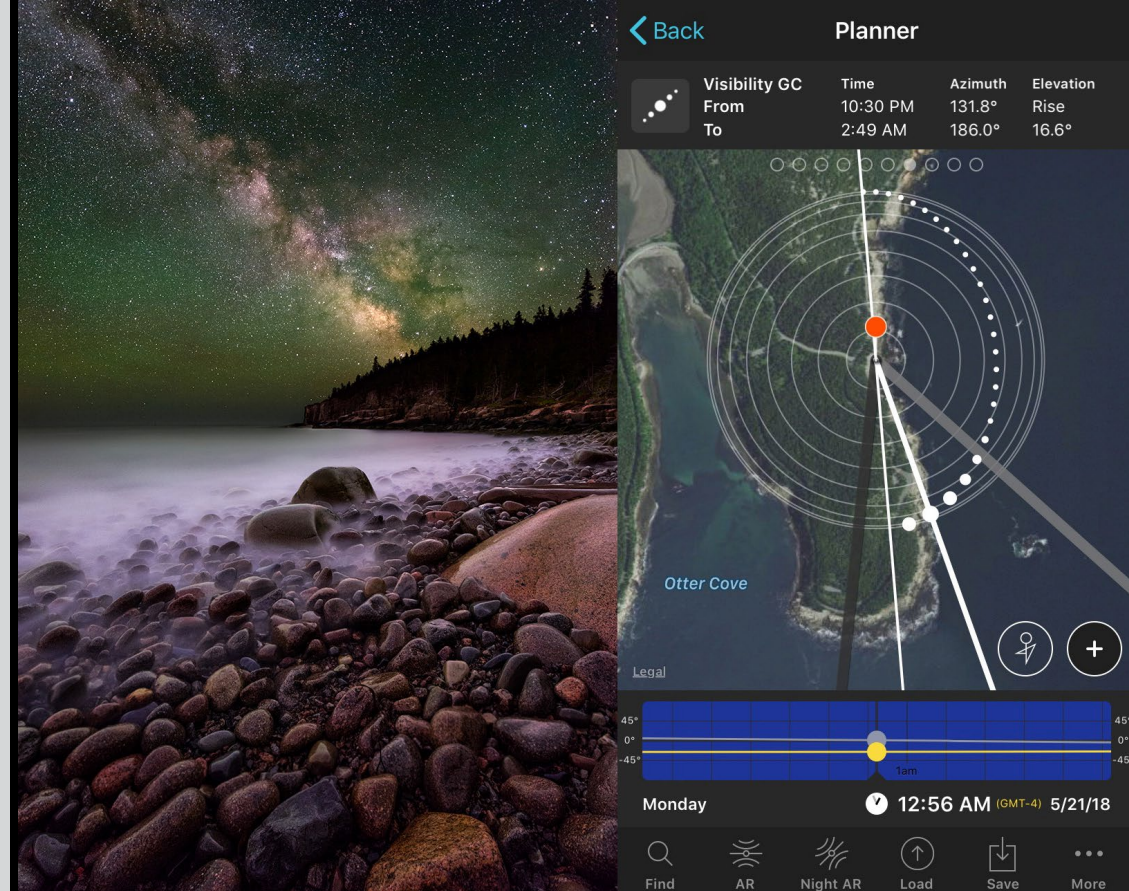 Back
Planner
Visibility GC Time Azimuth Elevation
From 10:30 PM 131.8° Rise
To 2:49 AM 186.0° 16.6°
Otter Cove
Legal
+
45° 45°
0° 0°
-45° -45
1am
Monday 12:56 AM (GMT-4) 5/21/18
Find AR Night AR Load Save More